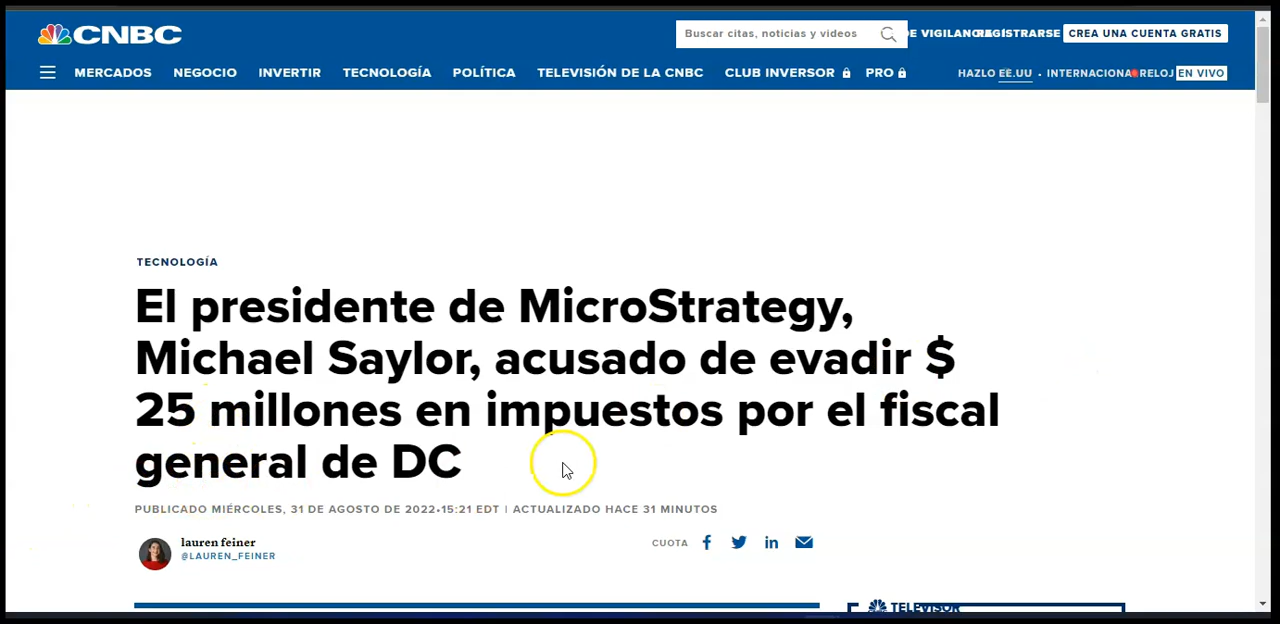 CNBC
Buscar citas, noticias y videos
DE VIGILANCIA
REGISTRARSE
CREA UNA CUENTA GRATIS
MERCADOS NEGOCIO INVERTIR TECNOLOGÍA POLÍTICA TELEVISIÓN DE LA CNBC CLUB INVERSOR PRO
HAZLO EE.UU • INTERNACIONA RELOJ EN VIVO
TECNOLOGÍA
El presidente de MicroStrategy,
Michael Saylor, acusado de evadir $
25 millones en impuestos por el fiscal
general de DC
PUBLICADO MIÉRCOLES, 31 DE AGOSTO DE 2022•15:21 EDT | ACTUALIZADO HACE 31 MINUTOS
lauren feiner
@LAUREN_FEINER
CUOTA
TELEVISOR